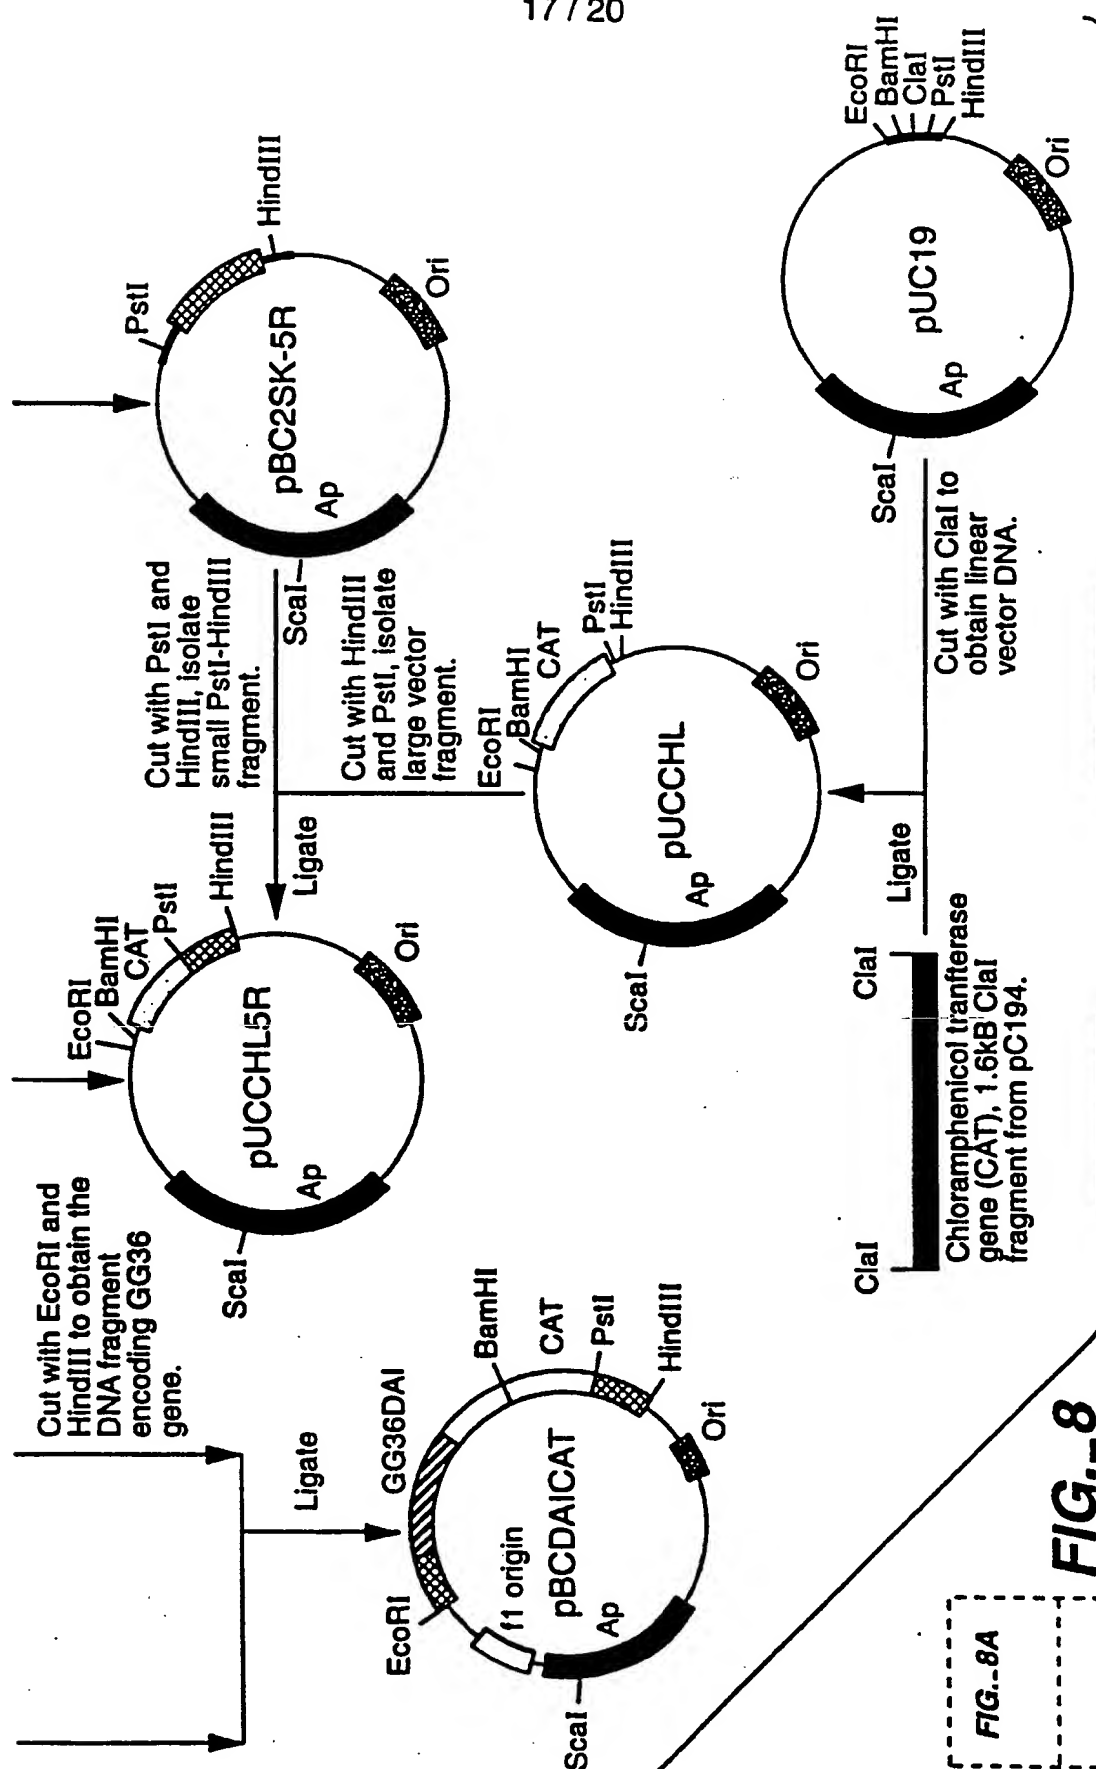 17 / 20
Cut with EcoRI and
HindIII to obtain the
DNA fragment
encoding GG36
gene.
Ligate
EcoRI
GG36DAI
BamHI
CAT
PstI
HindIII
Ori
f1 origin
pBCDAICAT
Ap
ScaI
EcoRI
BamHI
CAT
PstI
HindIII
pUCCHL5R
Ap
Ori
ScaI
Ligate
Cut with PstI and
HindIII, isolate
small PstI-HindIII
fragment.
Cut with HindIII
and PstI, isolate
large vector
fragment.
PstI
HindIII
pBC2SK-5R
Ap
Ori
ScaI
EcoRI
BamHI
CAT
PstI
HindIII
pUCCHL
Ap
Ori
ScaI
Ligate
ClaI
ClaI
Chloramphenicol tranfterase
gene (CAT), 1.6kB ClaI
fragment from pC194.
Cut with ClaI to
obtain linear
vector DNA.
EcoRI
BamHI
ClaI
PstI
HindIII
pUC19
Ap
Ori
ScaI
FIG._8A
FIG._8